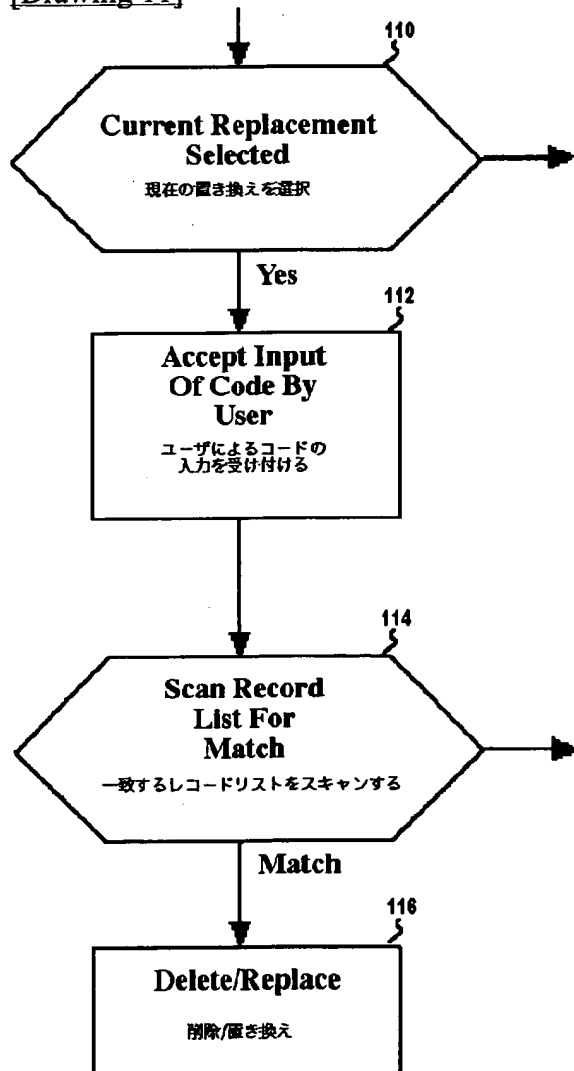 [Drawing 11]
110
Current Replacement
Selected
現在の置き換えを選択
Yes
112
Accept Input
Of Code By
User
ユーザによるコードの
入力を受け付ける
114
Scan Record
List For
Match
一致するレコードリストをスキャンする
Match
116
Delete/Replace
削除/置き換え